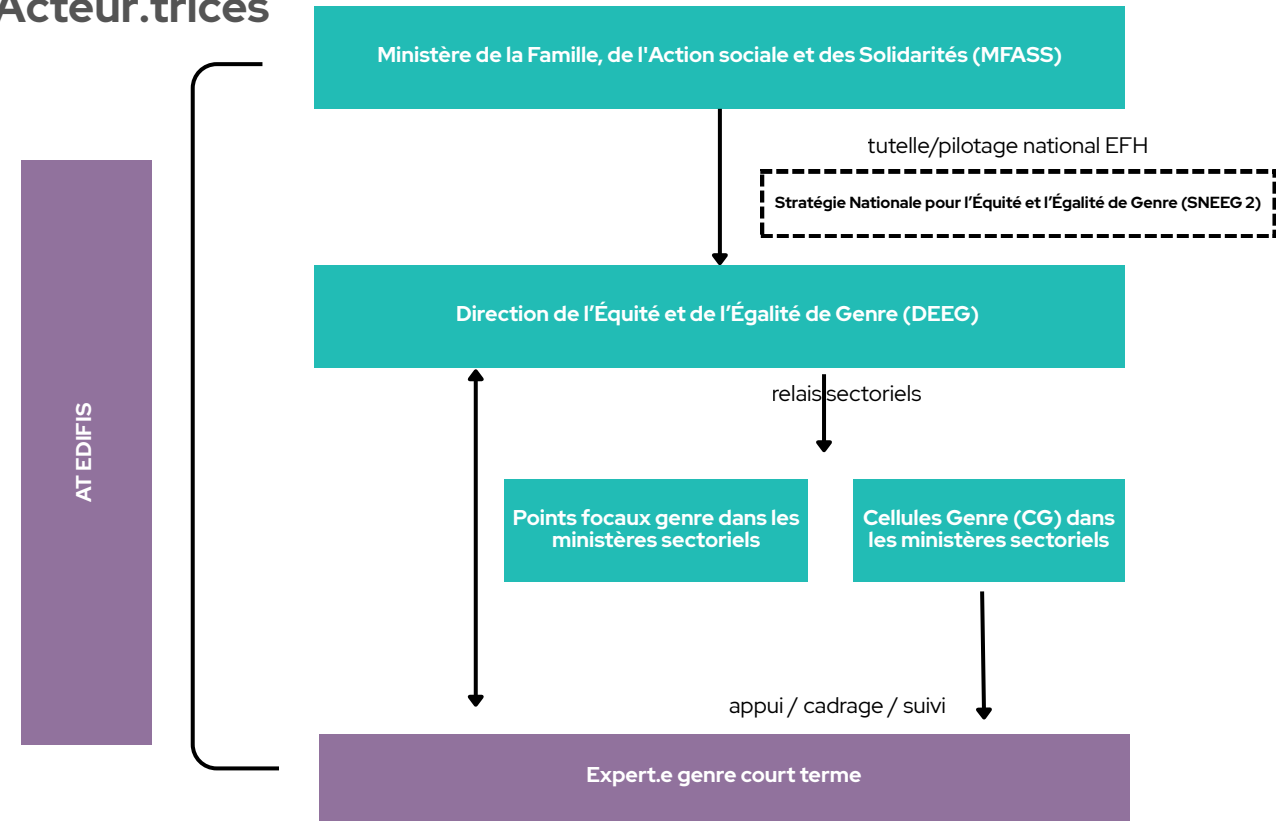 Acteur.trices
Ministère de la Famille, de l'Action sociale et des Solidarités (MFASS)
tutelle/pilotage national EFH
Stratégie Nationale pour l’Équité et l’Égalité de Genre (SNEEG 2)
Direction de l’Équité et de l’Égalité de Genre (DEEG)
relais sectoriels
AT EDIFIS
Points focaux genre dans les
ministères sectoriels
Cellules Genre (CG) dans
les ministères sectoriels
appui / cadrage / suivi
Expert.e genre court terme